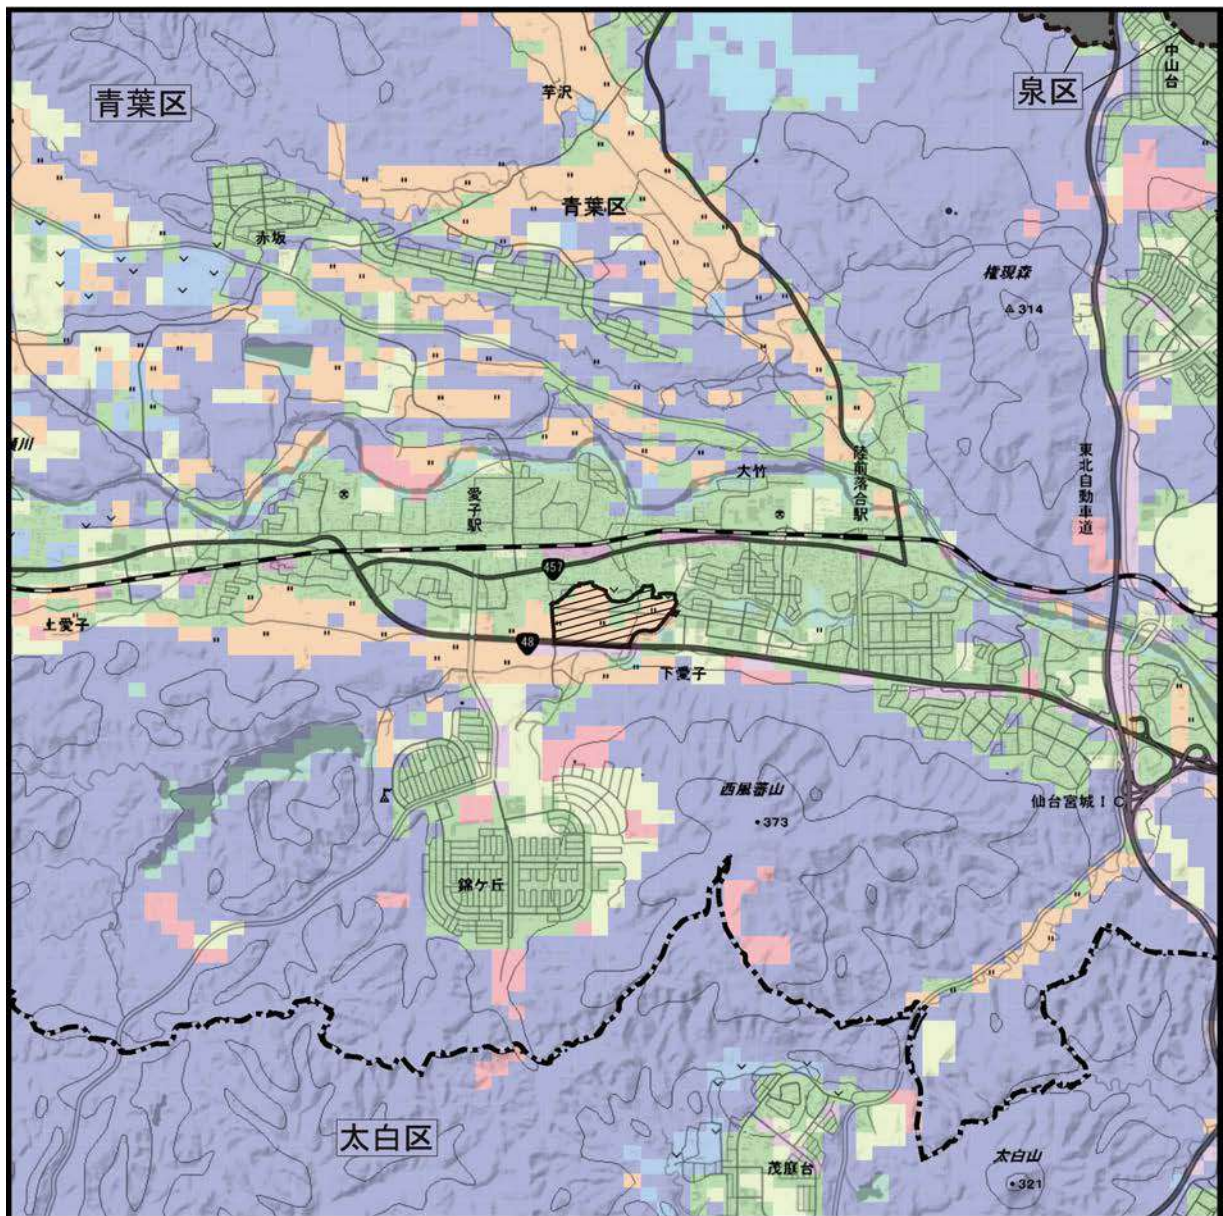 青葉区
芋沢
泉区
中山台
青葉区
赤坂
権現森
314
東北自動車道
大竹
陸前落合駅
愛子駅
457
上愛子
48
下愛子
西風蕃山
373
仙台宮城IC
錦ケ丘
太白区
茂庭台
太白山
321